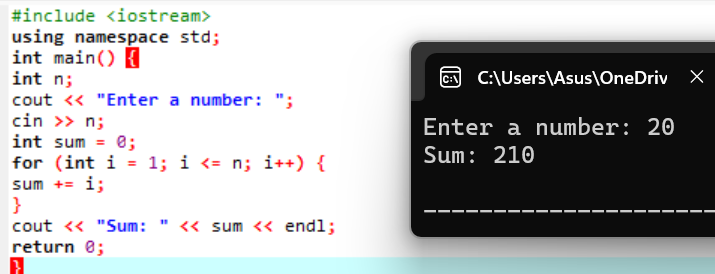 #include <iostream>
using namespace std;
int main() {
int n;
cout << "Enter a number: ";
cin >> n;
int sum = 0;
for (int i = 1; i <= n; i++) {
sum += i;
}
cout << "Sum: " << sum << endl;
return 0;
}
C:\Users\Asus\OneDriv
Enter a number: 20
Sum: 210
--------------------